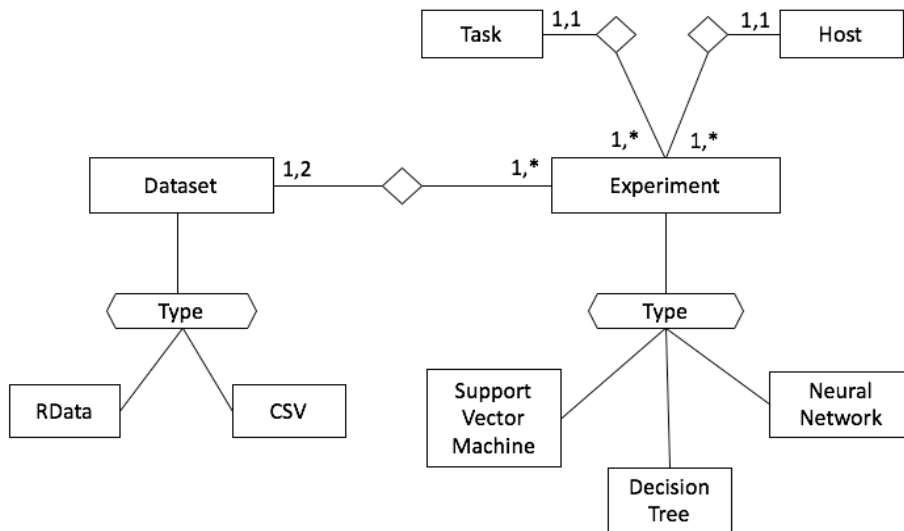 Task
1,1
1,1
Host
1,*
1,*
Dataset
1,2
1,*
Experiment
Type
Type
RData
CSV
Support
Vector
Machine
Neural
Network
Decision
Tree